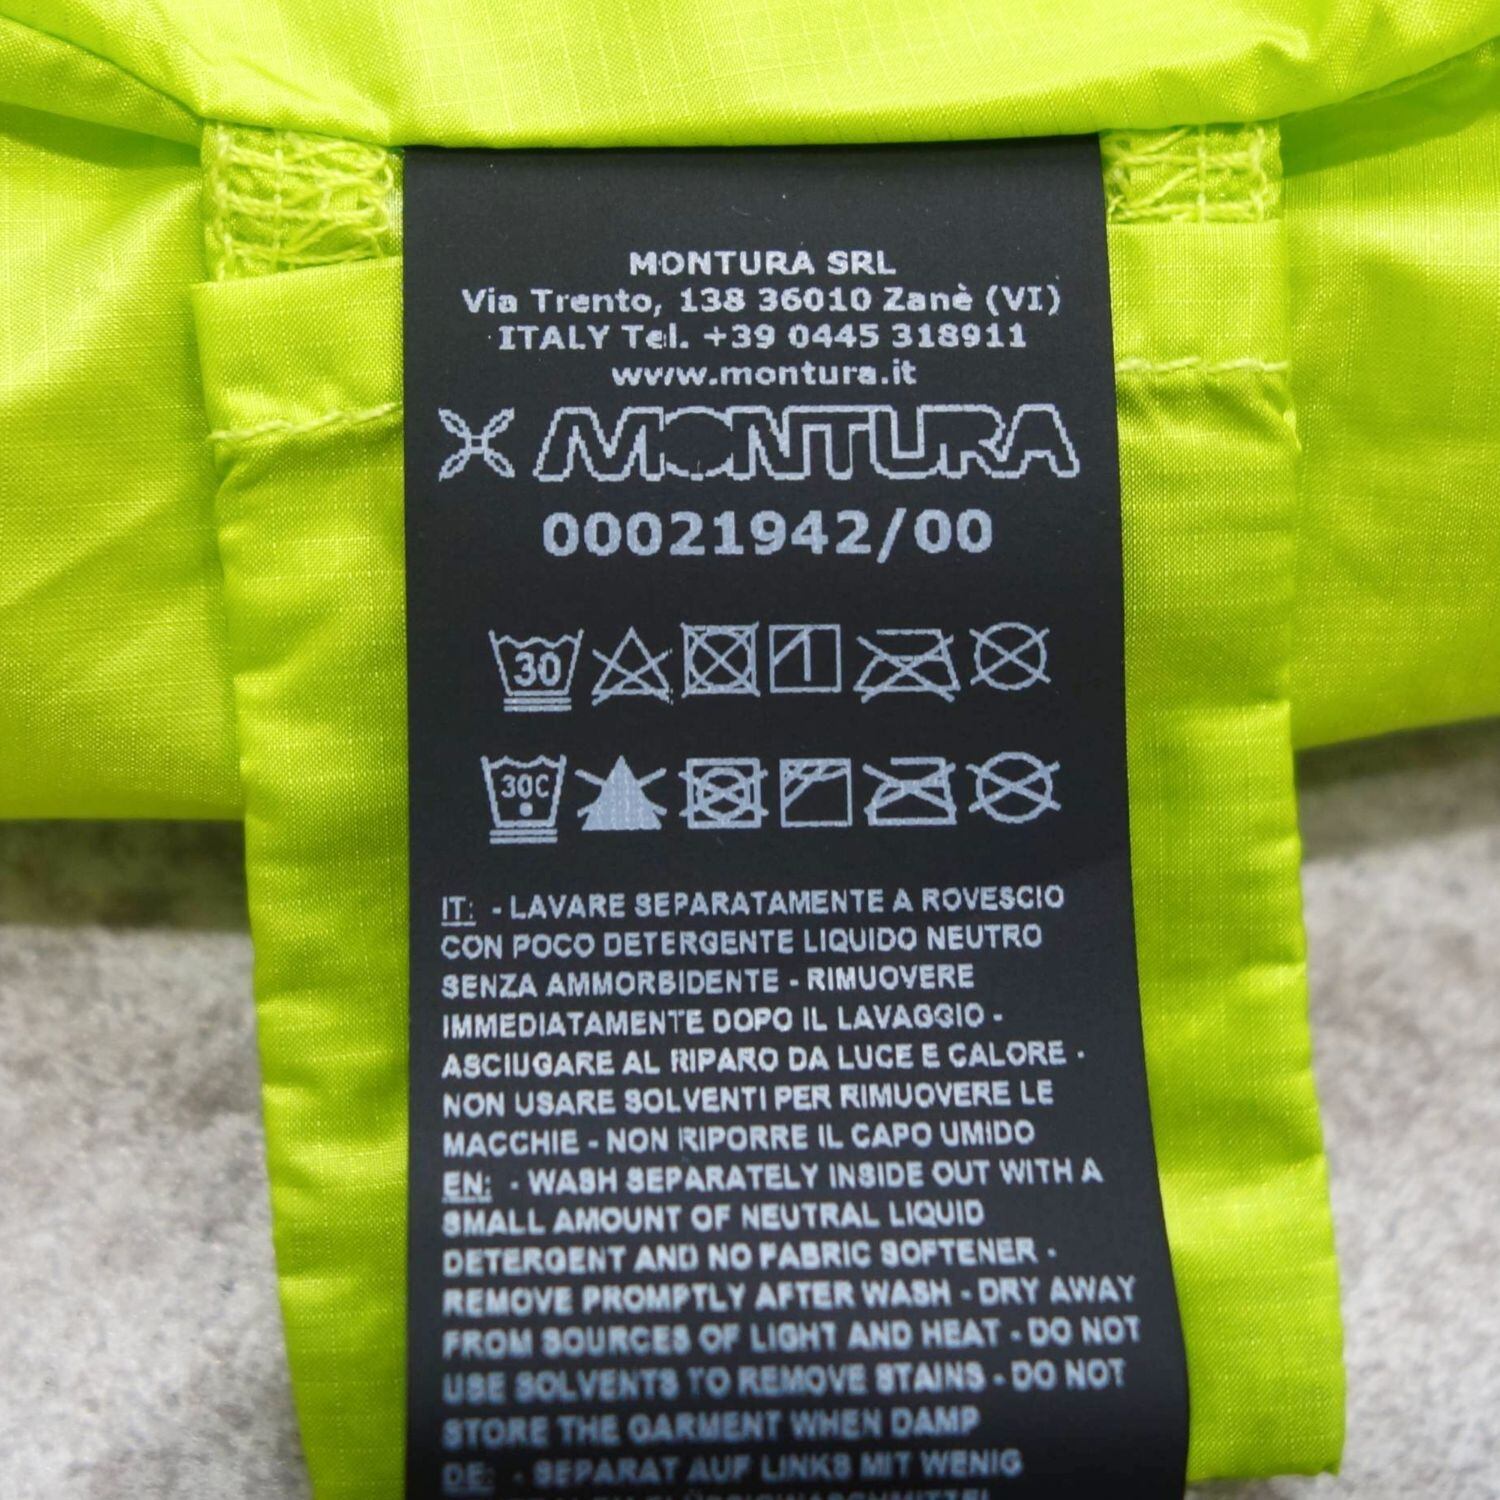 MONTURA SRL
Via Trento, 138 36010 Zanè (VI)
ITALY Tel. +39 0445 318911
www.montura.it
MONTURA
00021942/00
30
30C
IT: - LAVARE SEPARATAMENTE A ROVESCIO
CON POCO DETERGENTE LIQUIDO NEUTRO
SENZA AMMORBIDENTE - RIMUOVERE
IMMEDIATAMENTE DOPO IL LAVAGGIO -
ASCIUGARE AL RIPARO DA LUCE E CALORE -
NON USARE SOLVENTI PER RIMUOVERE LE
MACCHIE - NON RIPORRE IL CAPO UMIDO
EN: - WASH SEPARATELY INSIDE OUT WITH A
SMALL AMOUNT OF NEUTRAL LIQUID
DETERGENT AND NO FABRIC SOFTENER -
REMOVE PROMPTLY AFTER WASH - DRY AWAY
FROM SOURCES OF LIGHT AND HEAT - DO NOT
USE SOLVENTS TO REMOVE STAINS - DO NOT
STORE THE GARMENT WHEN DAMP
DE: - SEPARAT AUF LINKS MIT WENIG